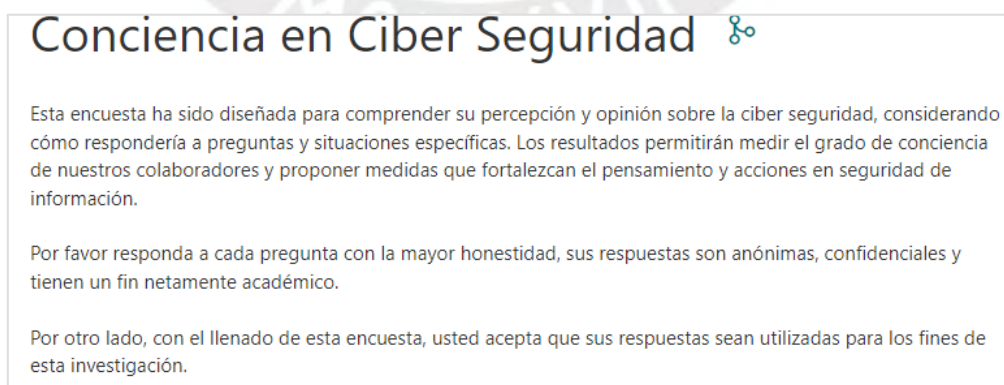 Conciencia en Ciber Seguridad
Esta encuesta ha sido diseñada para comprender su percepción y opinión sobre la ciber seguridad, considerando
cómo respondería a preguntas y situaciones específicas. Los resultados permitirán medir el grado de conciencia
de nuestros colaboradores y proponer medidas que fortalezcan el pensamiento y acciones en seguridad de
información.
Por favor responda a cada pregunta con la mayor honestidad, sus respuestas son anónimas, confidenciales y
tienen un fin netamente académico.
Por otro lado, con el llenado de esta encuesta, usted acepta que sus respuestas sean utilizadas para los fines de
esta investigación.